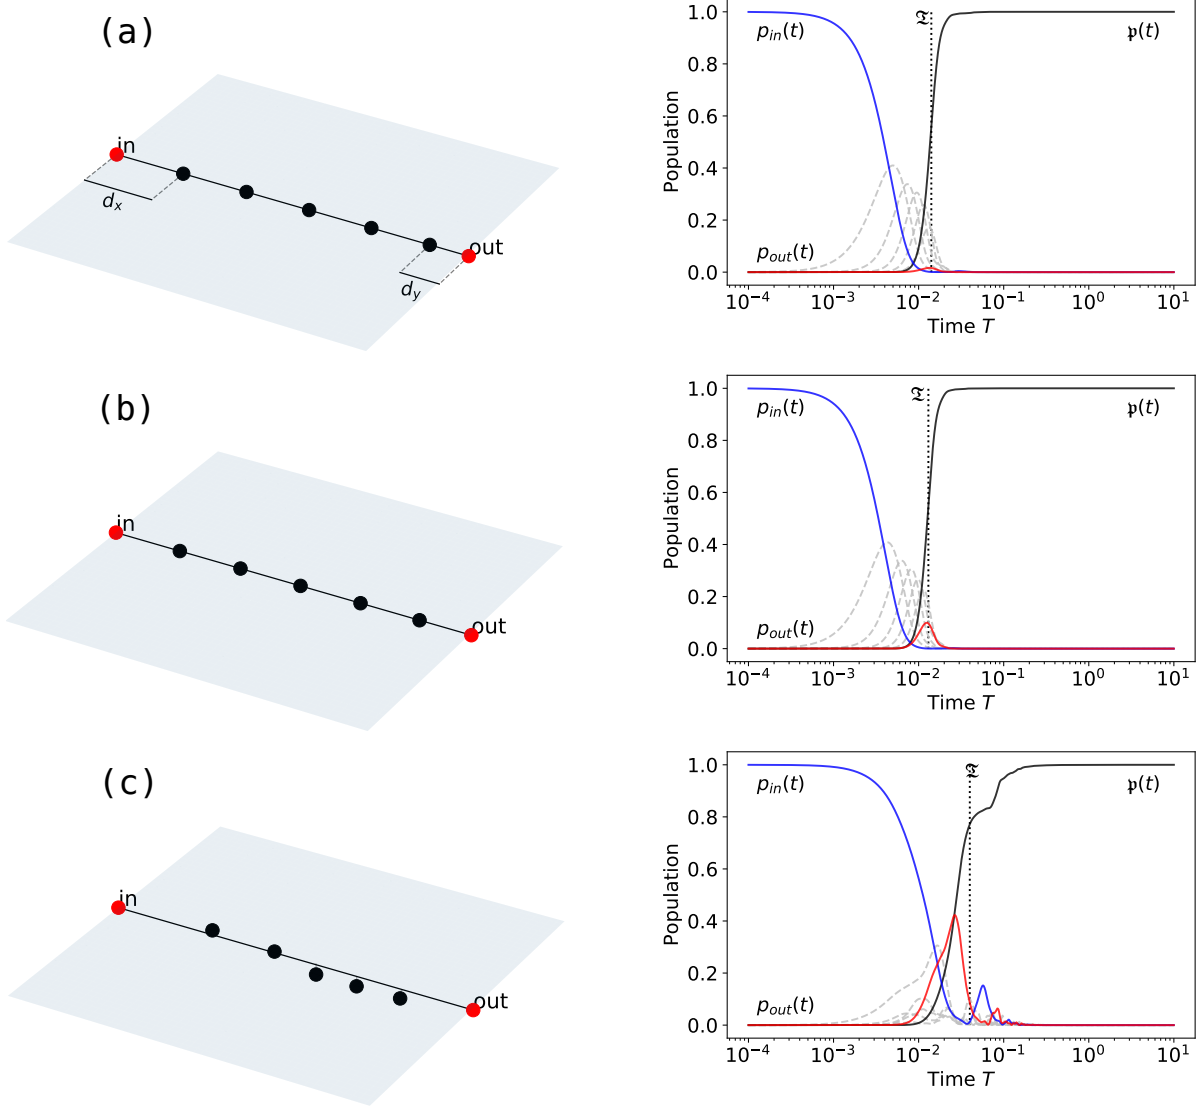 (a)
in
d_x
out
d_y
1.0
0.8
0.6
0.4
0.2
0.0
Population
p_in(t)
𝔗
𝔭(t)
p_out(t)
10^-4 10^-3 10^-2 10^-1 10^0 10^1
Time T
(b)
in
out
1.0
0.8
0.6
0.4
0.2
0.0
Population
p_in(t)
𝔗
𝔭(t)
p_out(t)
10^-4 10^-3 10^-2 10^-1 10^0 10^1
Time T
(c)
in
out
1.0
0.8
0.6
0.4
0.2
0.0
Population
p_in(t)
𝔗
𝔭(t)
p_out(t)
10^-4 10^-3 10^-2 10^-1 10^0 10^1
Time T